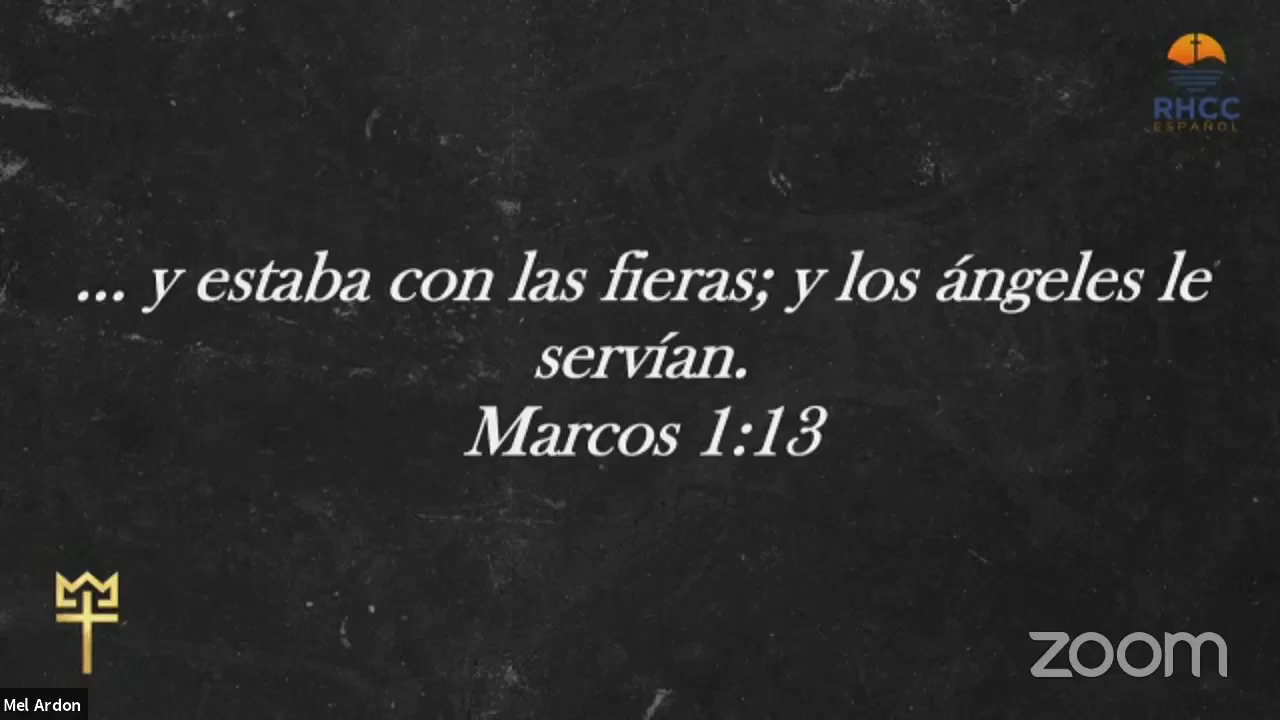 RHCC
ESPAÑOL
... y estaba con las fieras; y los ángeles le
servían.
Marcos 1:13
zoom
Mel Ardon